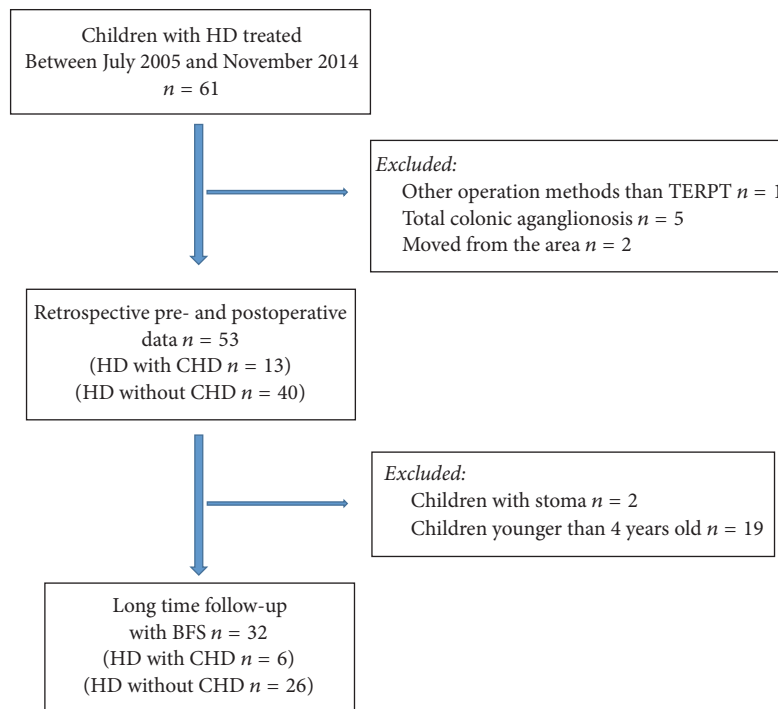 Children with HD treated
Between July 2005 and November 2014
n = 61
Excluded:
Other operation methods than TERPT n = 1
Total colonic aganglionosis n = 5
Moved from the area n = 2
Retrospective pre- and postoperative
data n = 53
(HD with CHD n = 13)
(HD without CHD n = 40)
Excluded:
Children with stoma n = 2
Children younger than 4 years old n = 19
Long time follow-up
with BFS n = 32
(HD with CHD n = 6)
(HD without CHD n = 26)